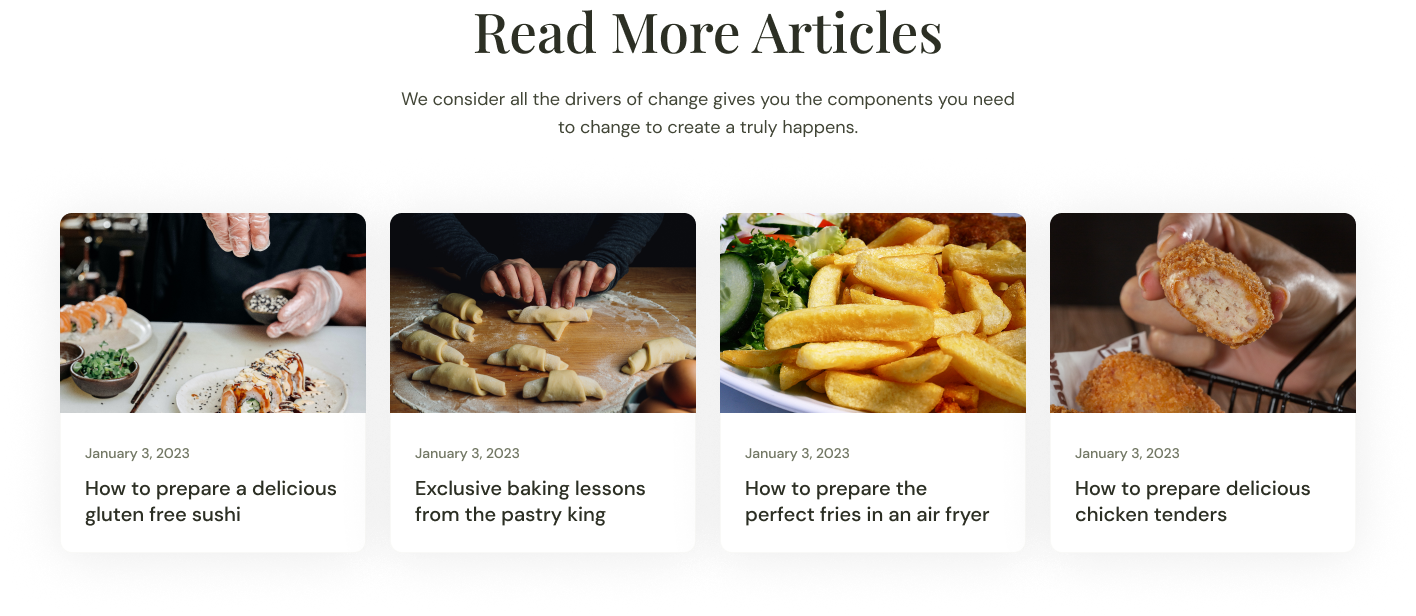 Read More Articles
We consider all the drivers of change gives you the components you need
to change to create a truly happens.
January 3, 2023
How to prepare a delicious
gluten free sushi
January 3, 2023
Exclusive baking lessons
from the pastry king
January 3, 2023
How to prepare the
perfect fries in an air fryer
January 3, 2023
How to prepare delicious
chicken tenders